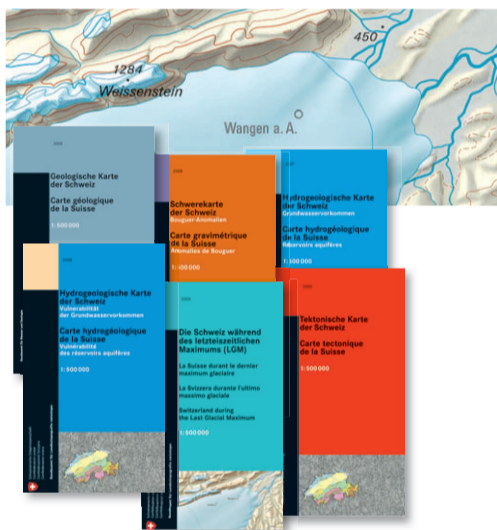 1284
Weissenstein
450
Wangen a. A.
Geologische Karte
der Schweiz
Carte géologique
de la Suisse
1:500 000
Schwerekarte
der Schweiz
Bouguer-Anomalien
Carte gravimétrique
de la Suisse
Anomalies de Bouguer
Hydrogeologische Karte
der Schweiz
Grundwasservorkommen
Carte hydrogéologique
de la Suisse
Réservoirs aquifères
1:500 000
Hydrogeologische Karte
der Schweiz
Vulnerabilität
der Grundwasservorkommen
Carte hydrogéologique
de la Suisse
Vulnérabilité
des réservoirs aquifères
1:500 000
Die Schweiz während
des letzteiszeitlichen
Maximums (LGM)
La Suisse durant le dernier
maximum glaciaire
La Svizzera durante l'ultimo
massimo glaciale
Switzerland during
the Last Glacial Maximum
1:500 000
Tektonische Karte
der Schweiz
Carte tectonique
de la Suisse
1:500 000